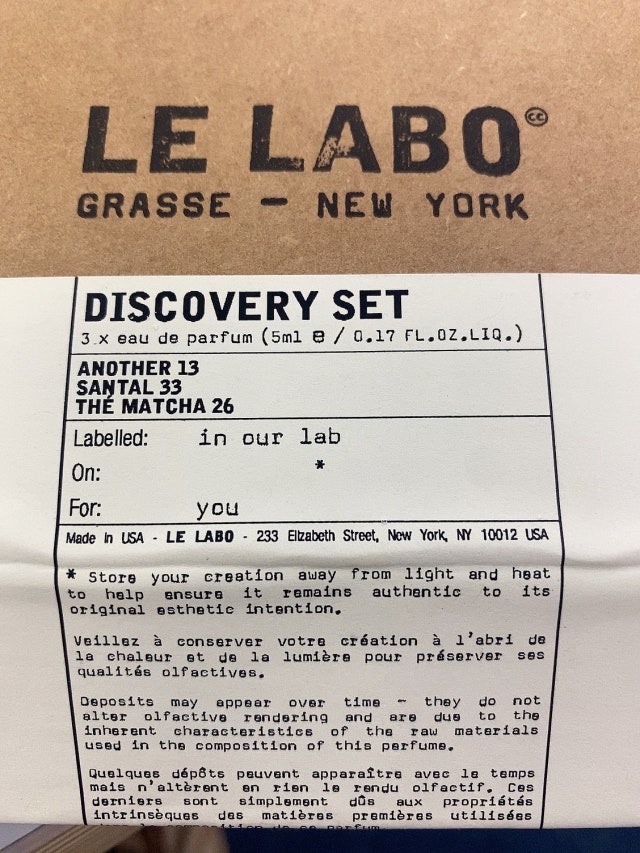 LE LABO
GRASSE — NEW YORK
DISCOVERY SET
3 x eau de parfum (5ml ℮ / 0.17 FL.OZ.LIQ.)
ANOTHER 13
SANTAL 33
THÉ MATCHA 26
Labelled: in our lab
On: *
For: you
Made in USA - LE LABO - 233 Elizabeth Street, New York, NY 10012 USA
* Store your creation away from light and heat
to help ensure it remains authentic to its
original esthetic intention.
Veillez à conserver votre création à l'abri de
la chaleur et de la lumière pour préserver ses
qualités olfactives.
Deposits may appear over time - they do not
alter olfactive rendering and are due to the
inherent characteristics of the raw materials
used in the composition of this perfume.
Quelques dépôts peuvent apparaître avec le temps
mais n'altèrent en rien le rendu olfactif. Ces
derniers sont simplement dûs aux propriétés
intrinsèques des matières premières utilisées